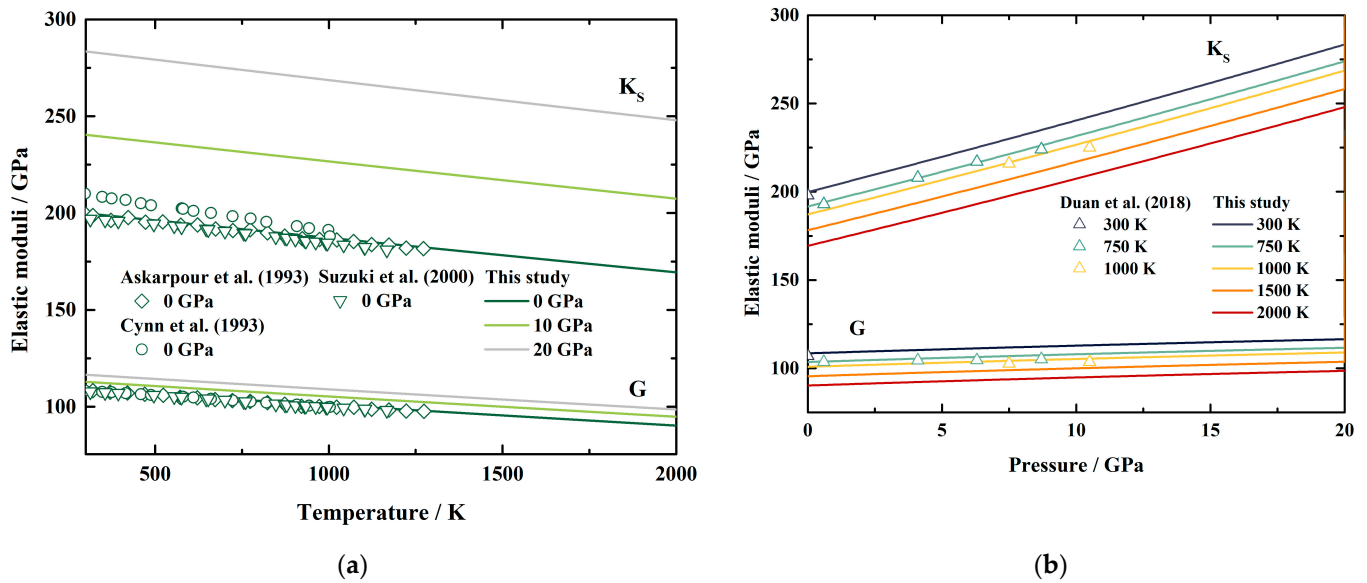 300
250
200
150
100
Elastic moduli / GPa
K_S
Askarpour et al. (1993) Suzuki et al. (2000) This study
0 GPa 0 GPa 0 GPa
Cynn et al. (1993) 10 GPa
0 GPa 20 GPa
G
500 1000 1500 2000
Temperature / K
(a)
300
250
200
150
100
Elastic moduli / GPa
K_S
Duan et al. (2018) This study
300 K 300 K
750 K 750 K
1000 K 1000 K
1500 K
2000 K
G
0 5 10 15 20
Pressure / GPa
(b)